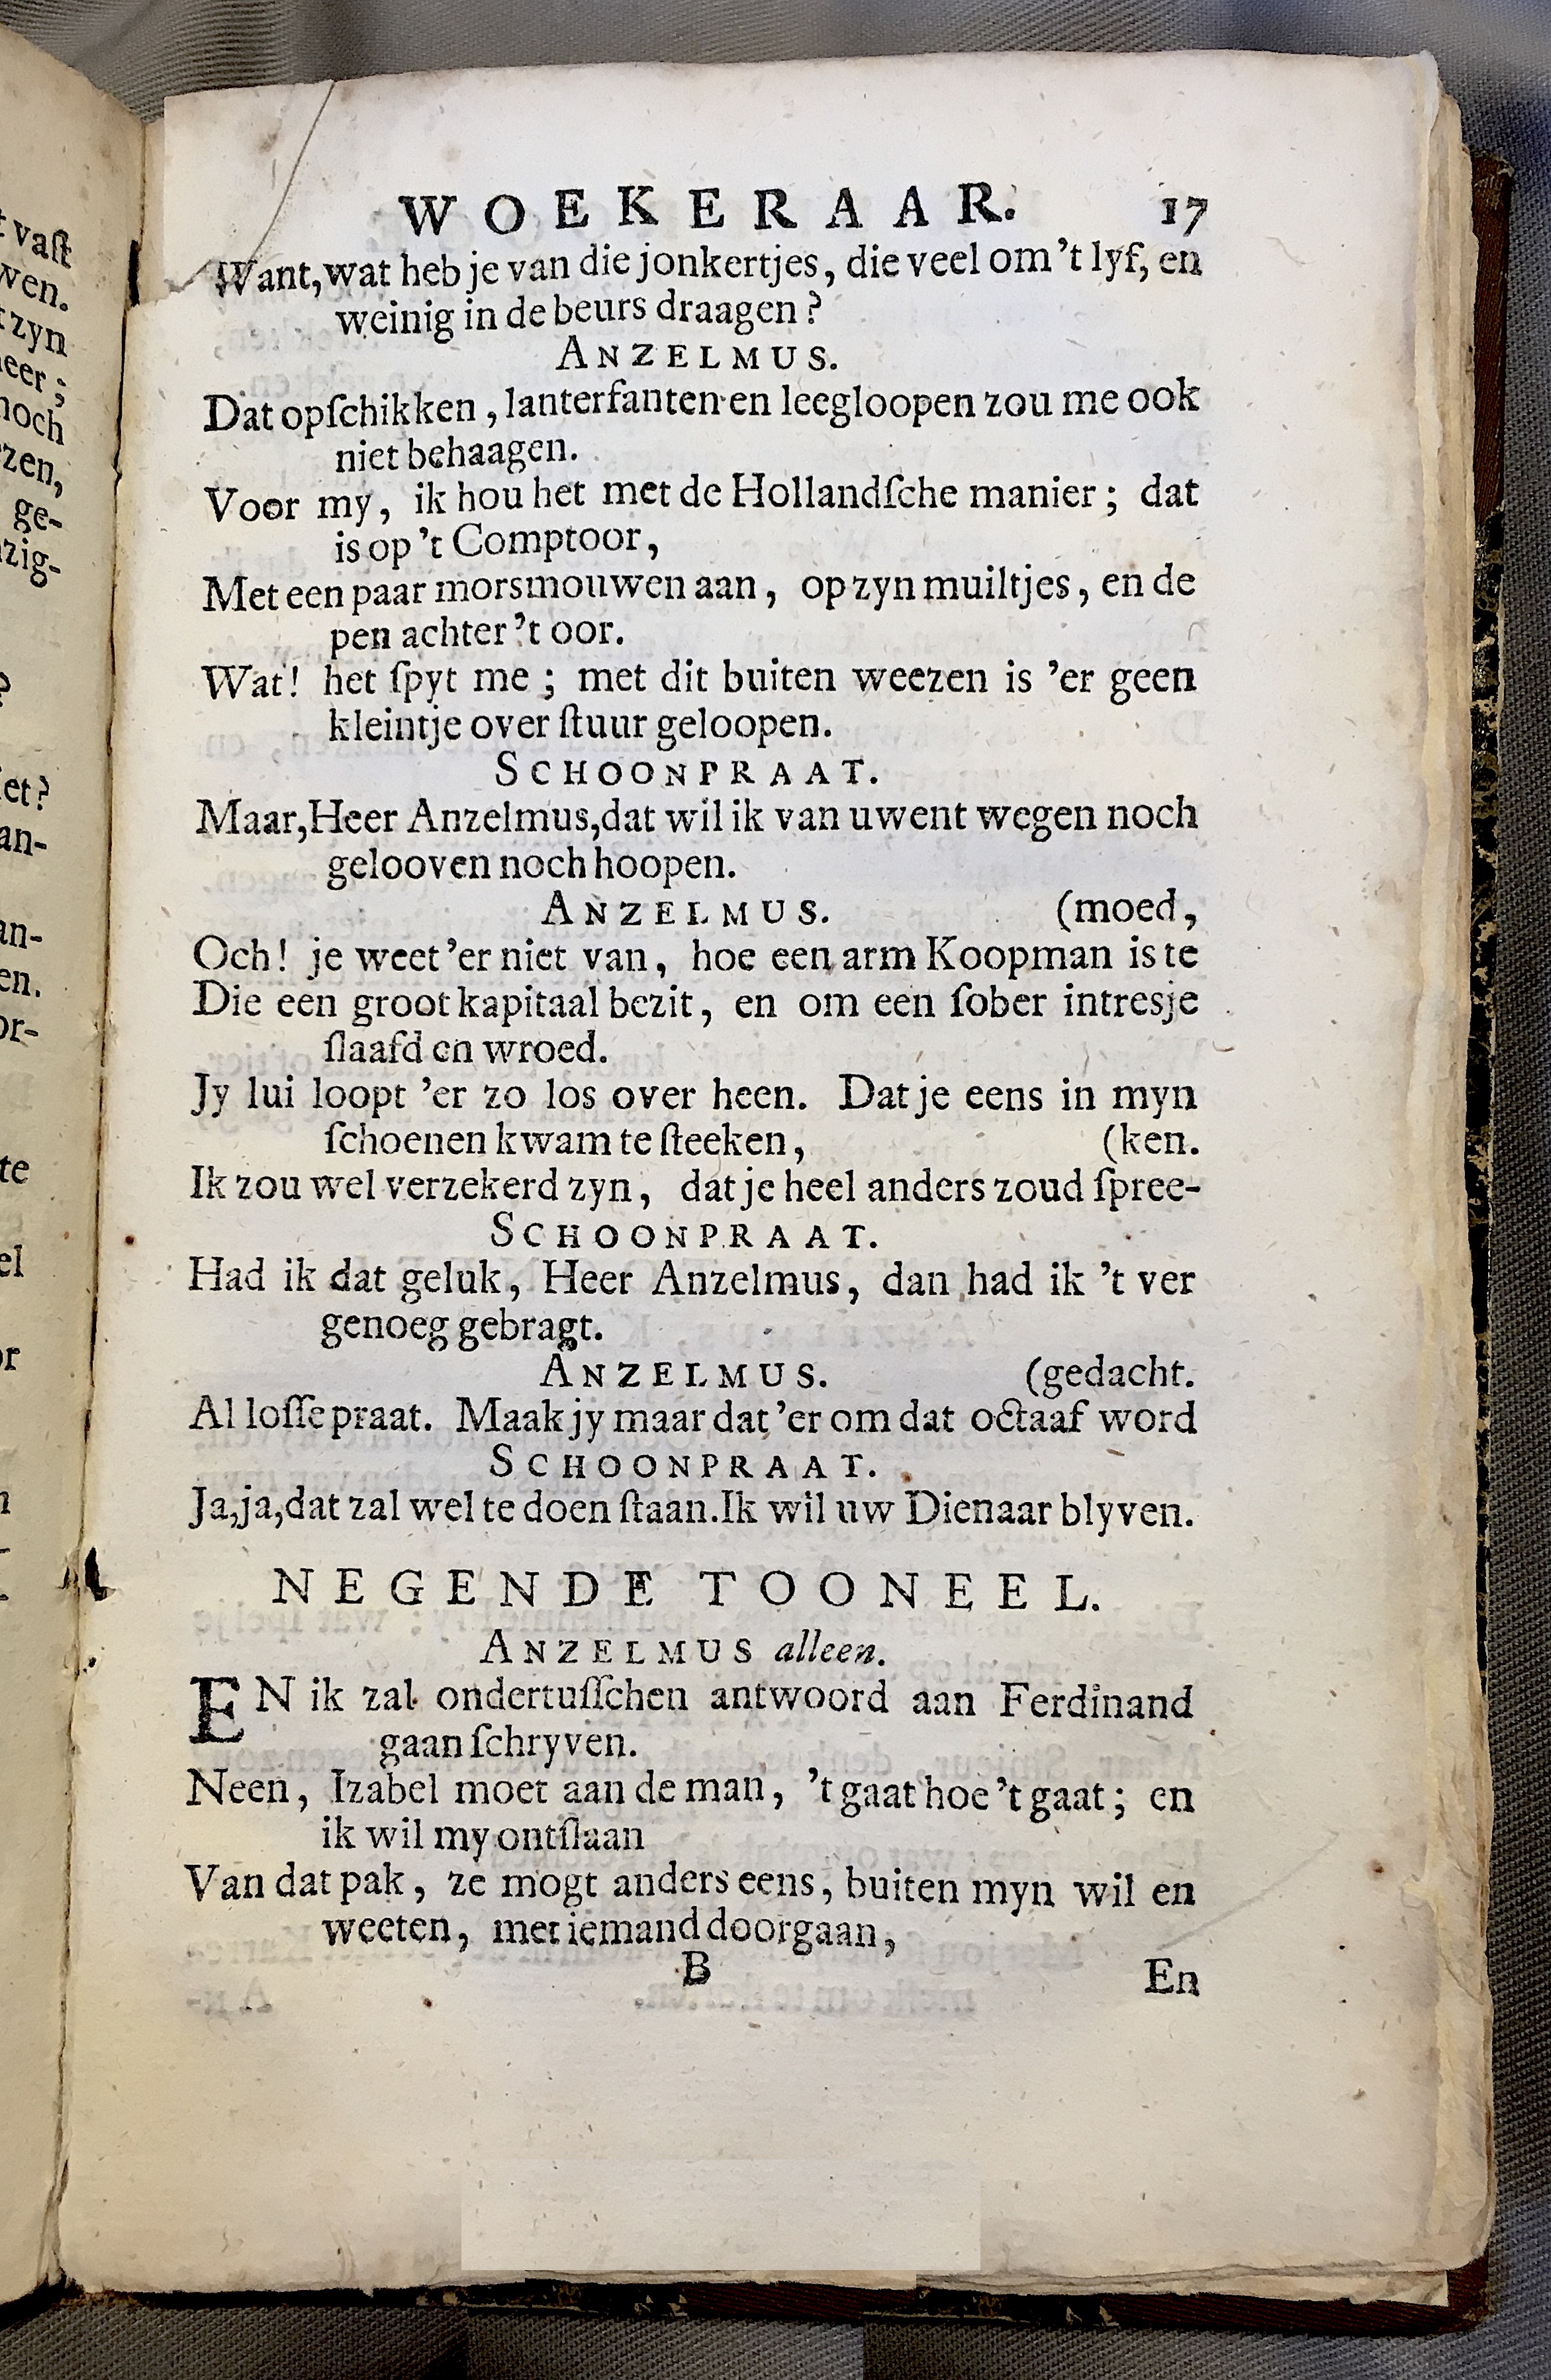 WOEKERAAR. 17
Want, wat heb je van die jonkertjes, die veel om 't lyf, en
weinig in de beurs draagen?
ANZELMUS.
Dat opſchikken, lanterfanten en leegloopen zou me ook
niet behaagen.
Voor my, ik hou het met de Hollandſche manier; dat
is op 't Comptoor,
Met een paar morsmouwen aan, op zyn muiltjes, en de
pen achter 't oor.
Wat! het ſpyt me; met dit buiten weezen is 'er geen
kleintje over ſtuur geloopen.
SCHOONPRAAT.
Maar, Heer Anzelmus, dat wil ik van uwent wegen noch
gelooven noch hoopen.
ANZELMUS. (moed,
Och! je weet 'er niet van, hoe een arm Koopman is te
Die een groot kapitaal bezit, en om een ſober intresje
ſlaafd en wroed.
Jy lui loopt 'er zo los over heen. Dat je eens in myn
ſchoenen kwam te ſteeken, (ken.
Ik zou wel verzekerd zyn, dat je heel anders zoud ſpree-
SCHOONPRAAT.
Had ik dat geluk, Heer Anzelmus, dan had ik 't ver
genoeg gebragt.
ANZELMUS. (gedacht.
Al loſſe praat. Maak jy maar dat 'er om dat octaaf word
SCHOONPRAAT.
Ja, ja, dat zal wel te doen ſtaan. Ik wil uw Dienaar blyven.
NEGENDE TOONEEL.
ANZELMUS alleen.
EN ik zal ondertuſſchen antwoord aan Ferdinand
gaan ſchryven.
Neen, Izabel moet aan de man, 't gaat hoe 't gaat; en
ik wil my ontſlaan
Van dat pak, ze mogt anders eens, buiten myn wil en
weeten, met iemand doorgaan,
B En